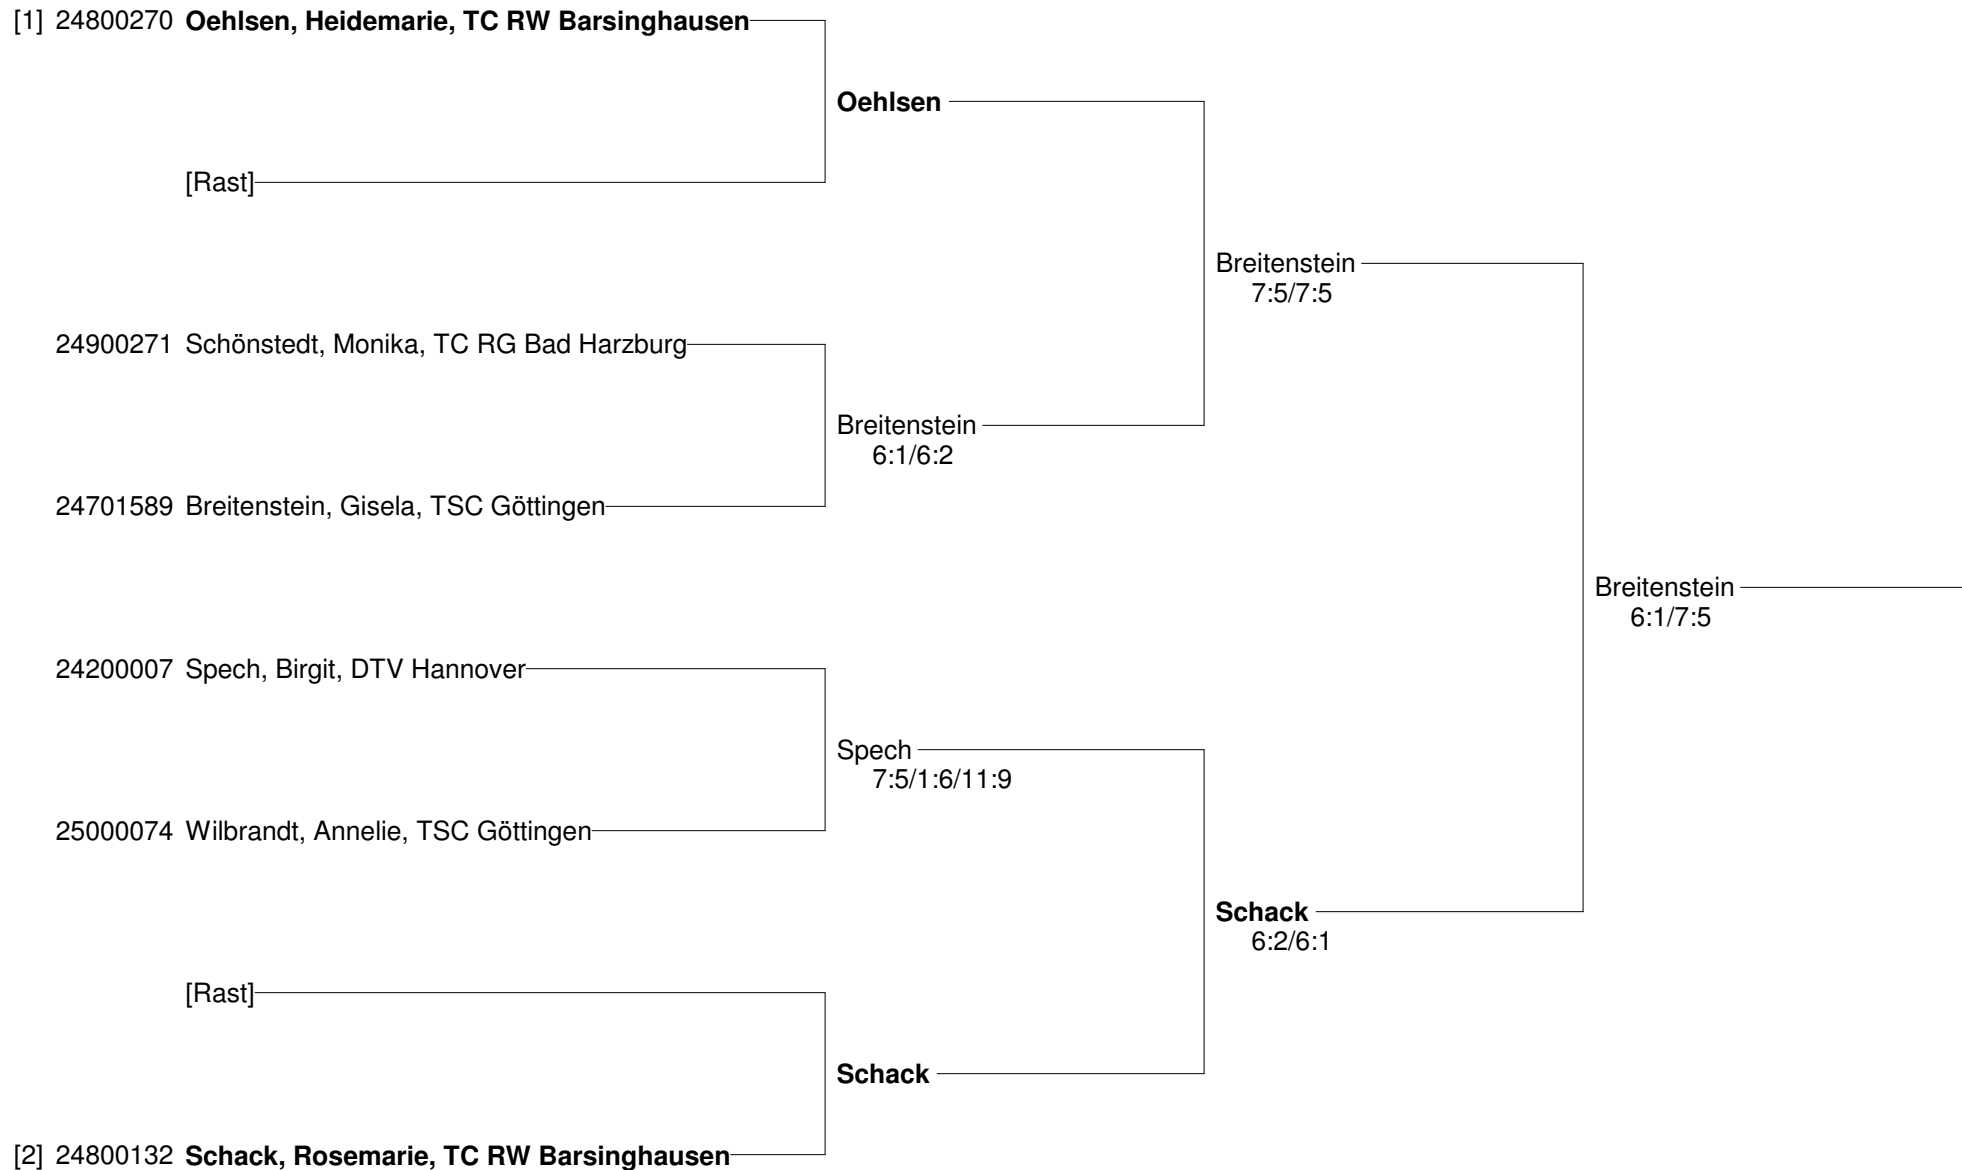 [1] 24800270 Oehlsen, Heidemarie, TC RW Barsinghausen
Oehlsen
[Rast]
Breitenstein
7:5/7:5
24900271 Schönstedt, Monika, TC RG Bad Harzburg
Breitenstein
6:1/6:2
24701589 Breitenstein, Gisela, TSC Göttingen
Breitenstein
6:1/7:5
24200007 Spech, Birgit, DTV Hannover
Spech
7:5/1:6/11:9
25000074 Wilbrandt, Annelie, TSC Göttingen
Schack
6:2/6:1
[Rast]
Schack
[2] 24800132 Schack, Rosemarie, TC RW Barsinghausen